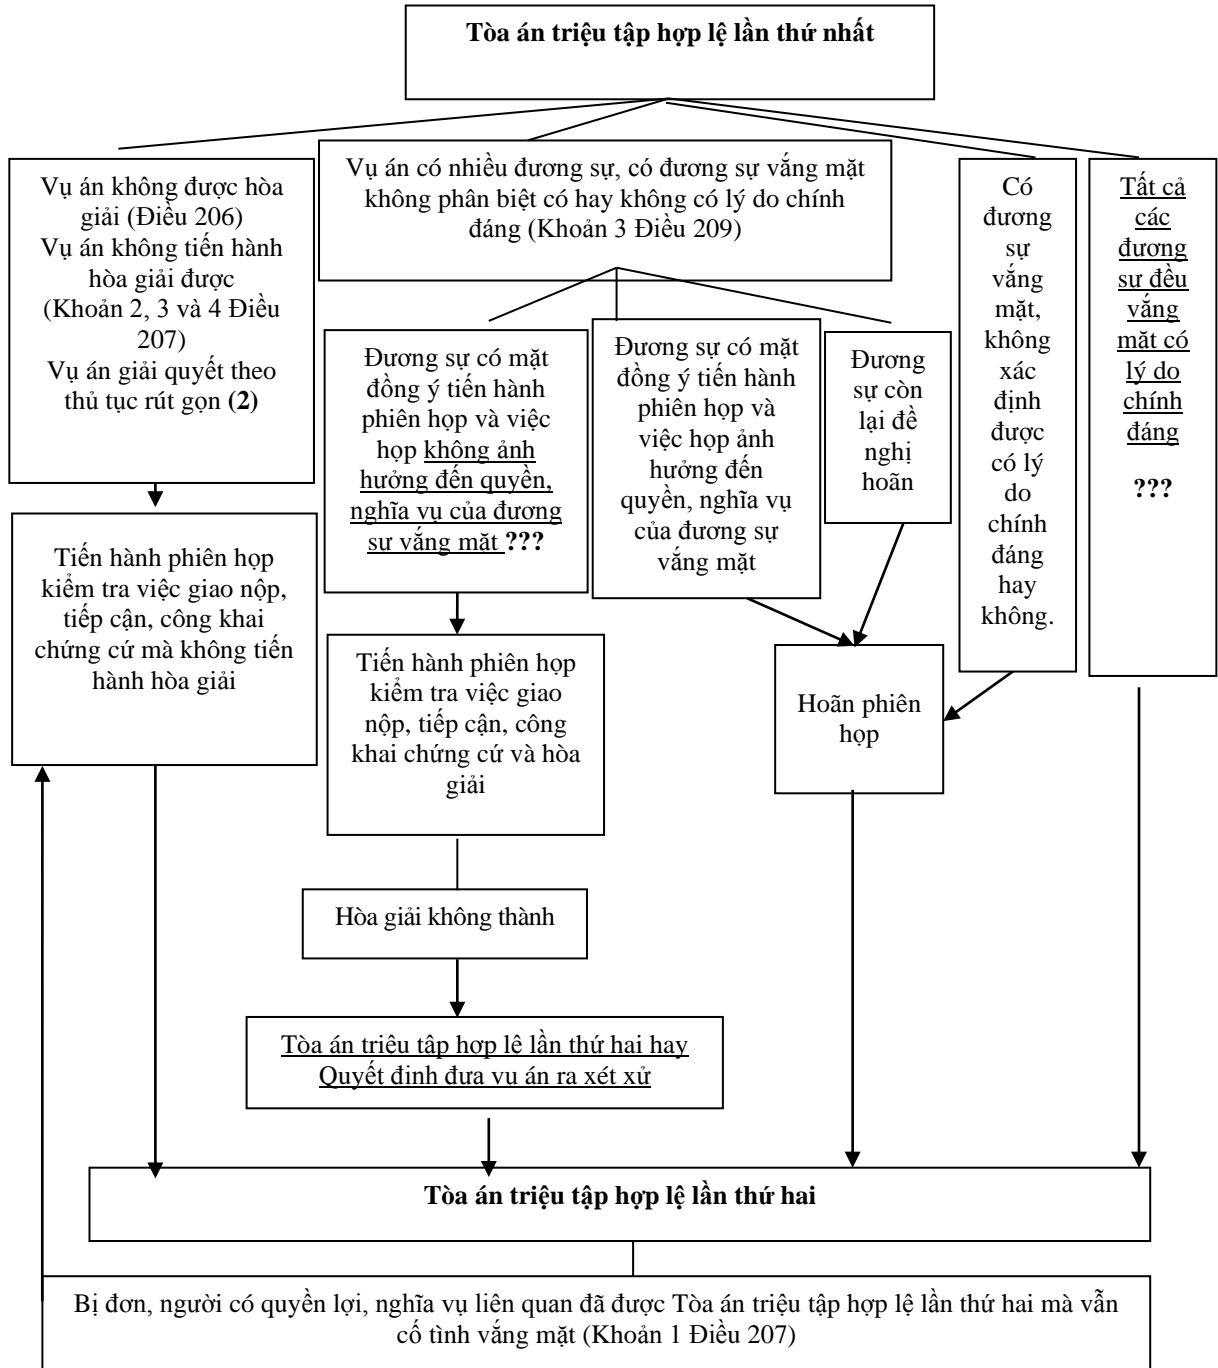 Tòa án triệu tập hợp lệ lần thứ nhất
Vụ án không được hòa
giải (Điều 206)
Vụ án không tiến hành
hòa giải được
(Khoản 2, 3 và 4 Điều
207)
Vụ án giải quyết theo
thủ tục rút gọn (2)
Vụ án có nhiều đương sự, có đương sự vắng mặt
không phân biệt có hay không có lý do chính
đáng (Khoản 3 Điều 209)
Có
đương
sự
vắng
mặt,
không
xác
định
được
có lý
do
chính
đáng
hay
không.
Tất cả
các
đương
sự đều
vắng
mặt có
lý do
chính
đáng
???
Đương sự có mặt
đồng ý tiến hành
phiên họp và việc
họp không ảnh
hưởng đến quyền,
nghĩa vụ của đương
sự vắng mặt ???
Đương sự có mặt
đồng ý tiến hành
phiên họp và
việc họp ảnh
hưởng đến
quyền, nghĩa vụ
của đương sự
vắng mặt
Đương
sự còn
lại đề
nghị
hoãn
Tiến hành phiên họp
kiểm tra việc giao nộp,
tiếp cận, công khai
chứng cứ mà không tiến
hành hòa giải
Tiến hành phiên họp
kiểm tra việc giao
nộp, tiếp cận, công
khai chứng cứ và hòa
giải
Hoãn phiên
họp
Hòa giải không thành
Tòa án triệu tập hợp lệ lần thứ hai hay
Quyết định đưa vụ án ra xét xử
Tòa án triệu tập hợp lệ lần thứ hai
Bị đơn, người có quyền lợi, nghĩa vụ liên quan đã được Tòa án triệu tập hợp lệ lần thứ hai mà vẫn
cố tình vắng mặt (Khoản 1 Điều 207)